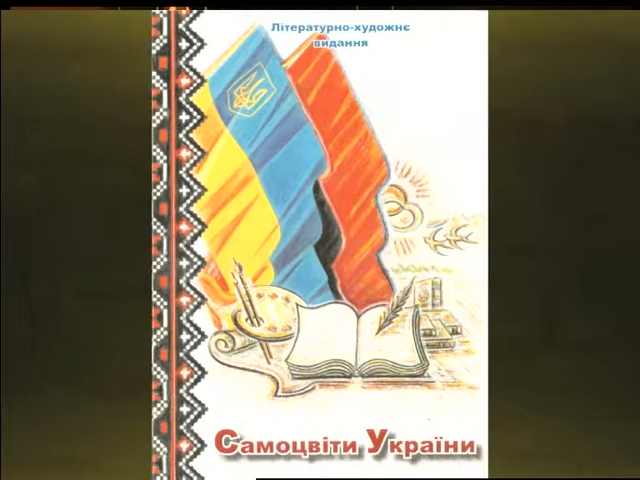 Літературно-художнє
видання
Самоцвіти України